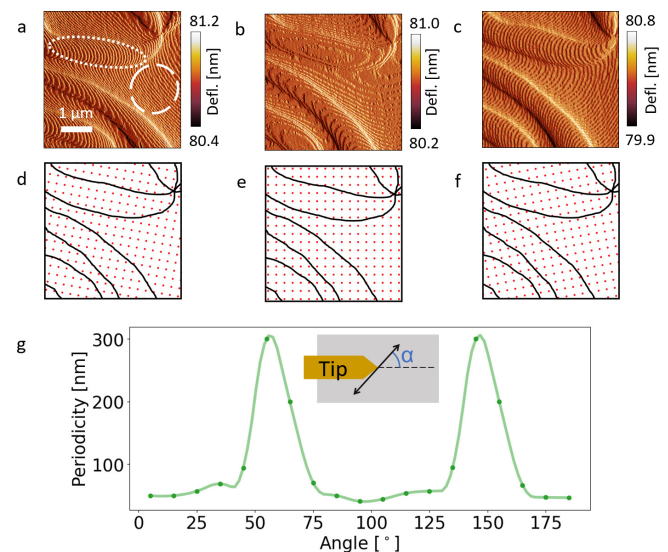 a
81.2
Defl. [nm]
80.4
1 μm
b
81.0
Defl. [nm]
80.2
c
80.8
Defl. [nm]
79.9
d
e
f
g
Periodicity [nm]
300
200
100
Tip
α
0
25
50
75
100
125
150
175
Angle [°]